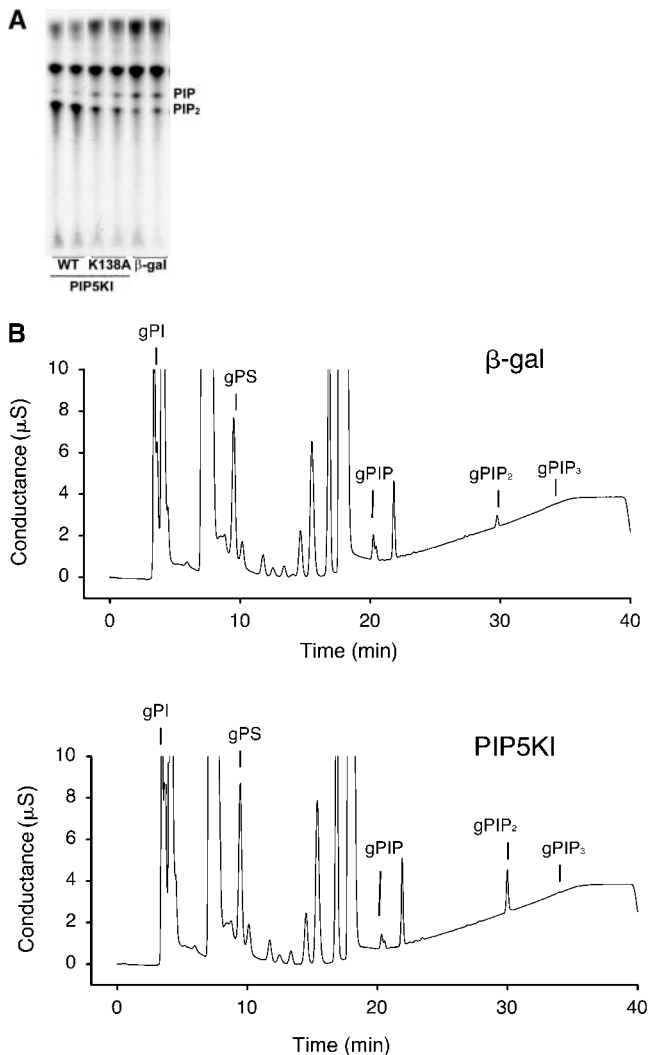 A
PIP
PIP₂
WT K138A β-gal
PIP5KI
B
β-gal
gPI
gPS
gPIP
gPIP₂
gPIP₃
Conductance (μS)
10
8
6
4
2
0
0 10 20 30 40
Time (min)
PIP5KI
gPI
gPS
gPIP
gPIP₂
gPIP₃
Conductance (μS)
10
8
6
4
2
0
0 10 20 30 40
Time (min)